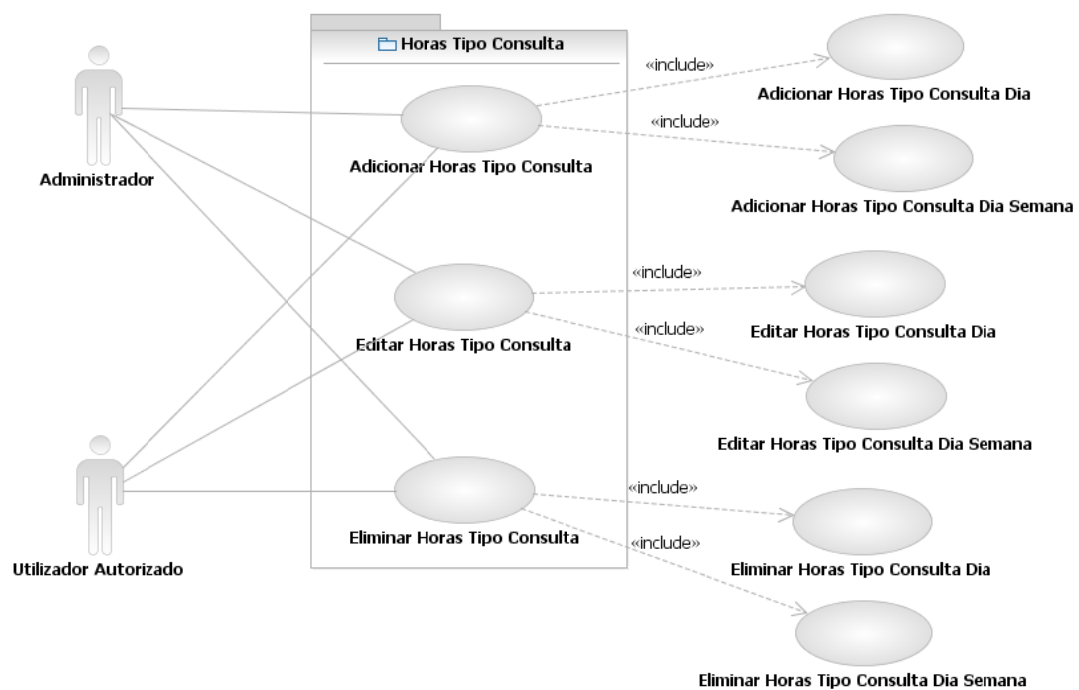 Horas Tipo Consulta
«include»
Adicionar Horas Tipo Consulta Dia
«include»
Adicionar Horas Tipo Consulta
Administrador
Adicionar Horas Tipo Consulta Dia Semana
«include»
Editar Horas Tipo Consulta Dia
«include»
Editar Horas Tipo Consulta
Editar Horas Tipo Consulta Dia Semana
«include»
Eliminar Horas Tipo Consulta
«include»
Utilizador Autorizado
Eliminar Horas Tipo Consulta Dia
Eliminar Horas Tipo Consulta Dia Semana